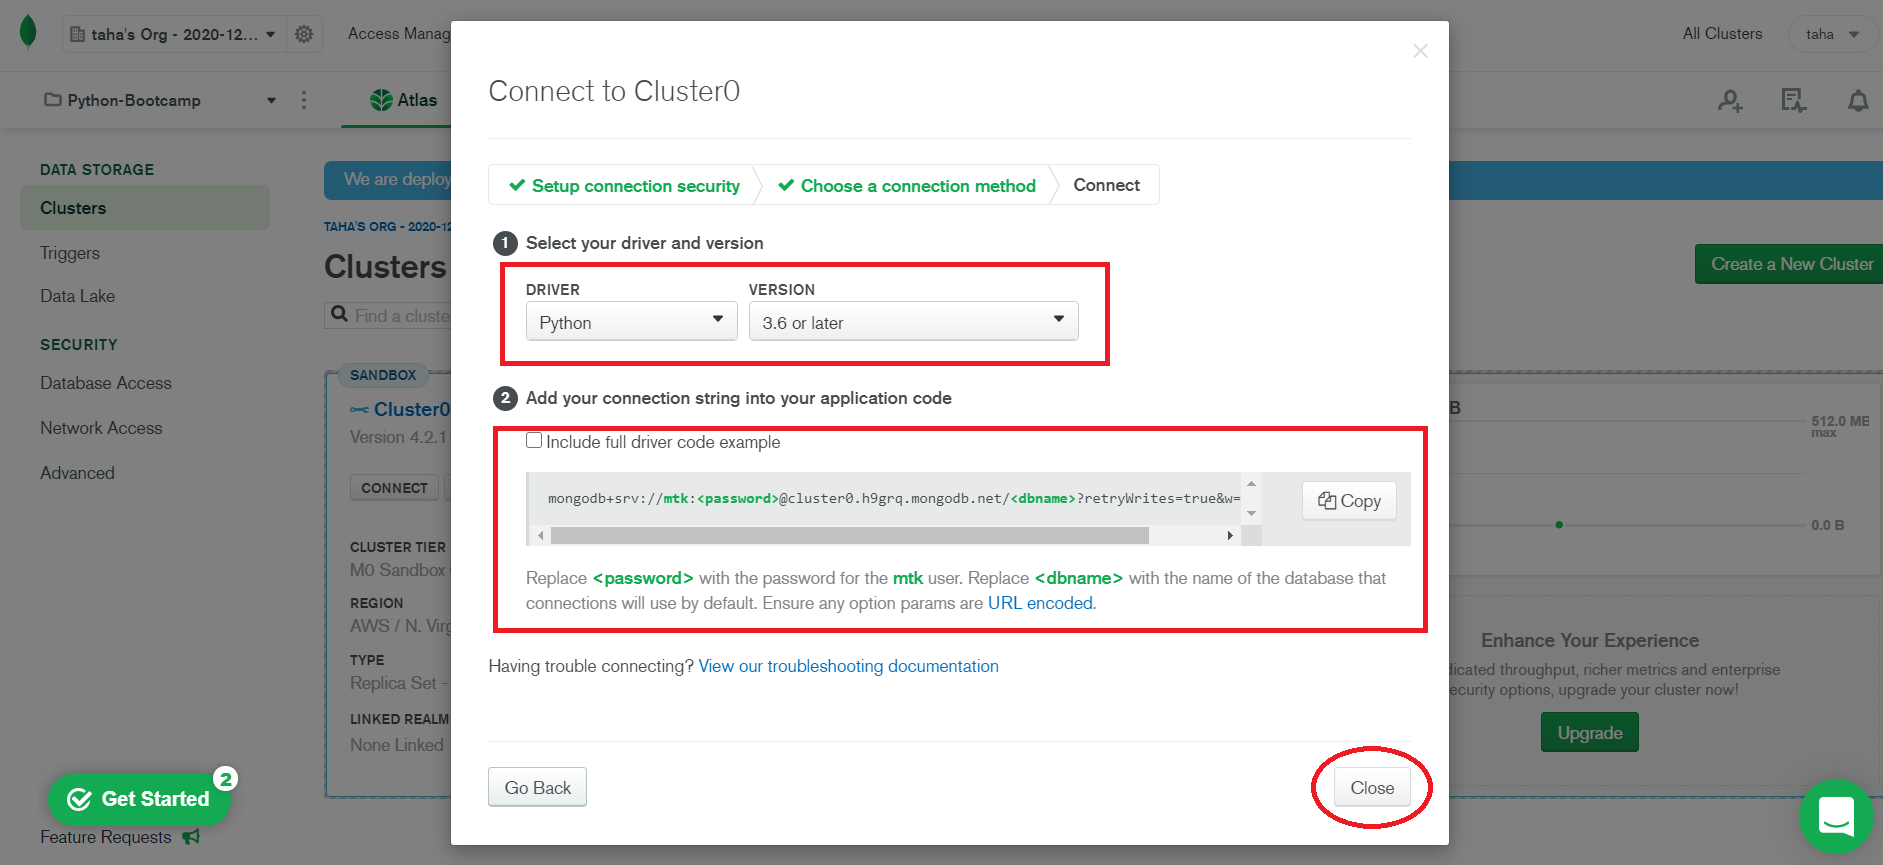 taha's Org - 2020-12...
Access Manag
All Clusters
taha
Python-Bootcamp
Atlas
DATA STORAGE
Clusters
Triggers
Data Lake
SECURITY
Database Access
Network Access
Advanced
Get Started
2
Feature Requests
We are deploy
TAHA'S ORG - 2020-12
Clusters
Find a cluste
SANDBOX
Cluster0
Version 4.2.1
CONNECT
CLUSTER TIER
M0 Sandbox
REGION
AWS / N. Virg
TYPE
Replica Set -
LINKED REALM
None Linked
Connect to Cluster0
Setup connection security
Choose a connection method
Connect
1 Select your driver and version
DRIVER VERSION
Python 3.6 or later
2 Add your connection string into your application code
Include full driver code example
mongodb+srv://mtk:<password>@cluster0.h9grq.mongodb.net/<dbname>?retryWrites=true&w=
Copy
Replace <password> with the password for the mtk user. Replace <dbname> with the name of the database that
connections will use by default. Ensure any option params are URL encoded.
Having trouble connecting? View our troubleshooting documentation
Go Back
Close
Create a New Cluster
B
512.0 MB
max
0.0 B
Enhance Your Experience
dicated throughput, richer metrics and enterprise
ecurity options, upgrade your cluster now!
Upgrade